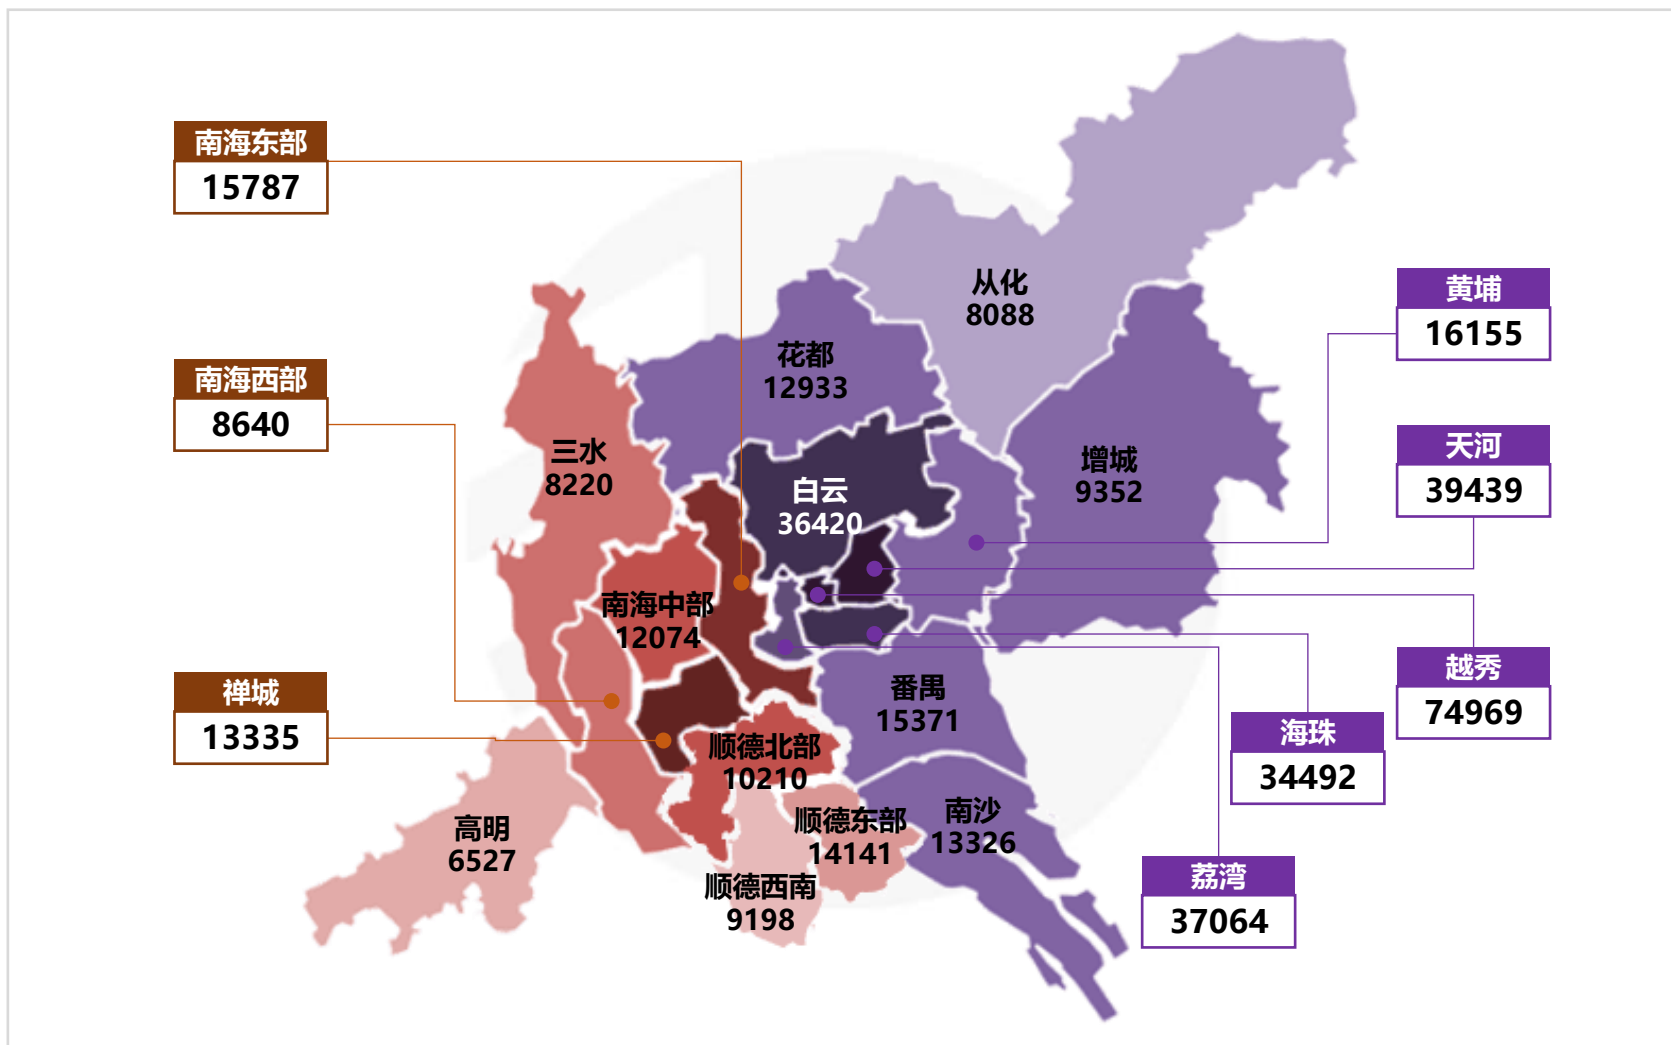 南海东部
15787
从化
8088
黄埔
16155
花都
12933
南海西部
8640
三水
8220
增城
9352
天河
39439
白云
36420
南海中部
12074
禅城
13335
番禺
15371
越秀
74969
海珠
34492
顺德北部
10210
高明
6527
顺德东部
14141
南沙
13326
顺德西南
9198
荔湾
37064